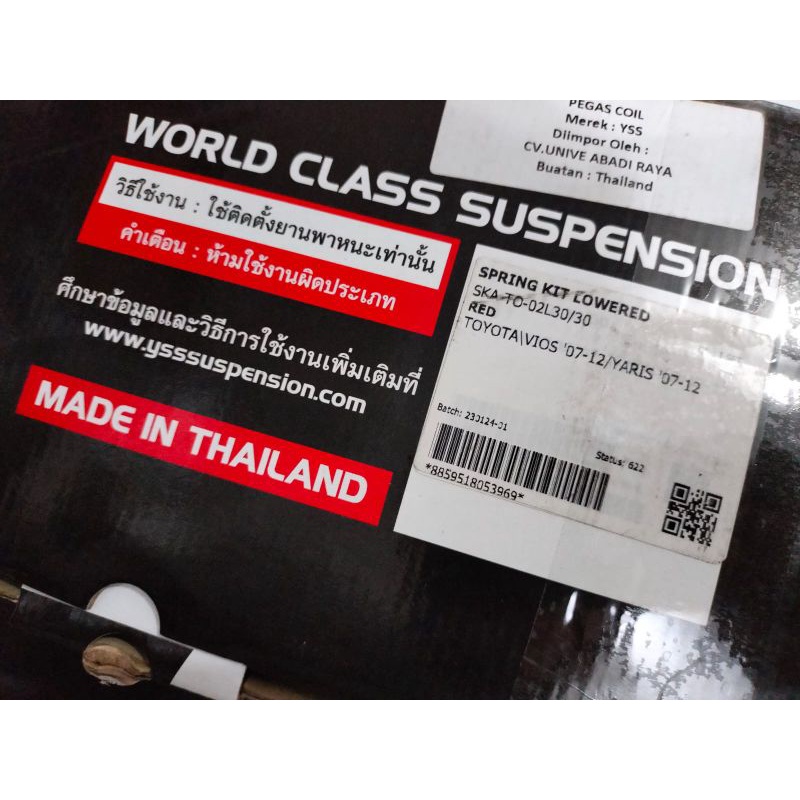 PEGAS COIL
Merek : YSS
Diimpor Oleh :
CV.UNIVE ABADI RAYA
Buatan : Thailand
WORLD CLASS SUSPENSION
วิธีใช้งาน : ใช้ติดตั้งยานพาหนะเท่านั้น
คำเตือน : ห้ามใช้งานผิดประเภท
ศึกษาข้อมูลและวิธีการใช้งานเพิ่มเติมที่
www.ysssuspension.com
MADE IN THAILAND
SPRING KIT LOWERED
SKA-TO-02L30/30
RED
TOYOTA\VIOS '07-12/YARIS '07-12
Batch: 230124-01
Status: 622
*8859518053969*